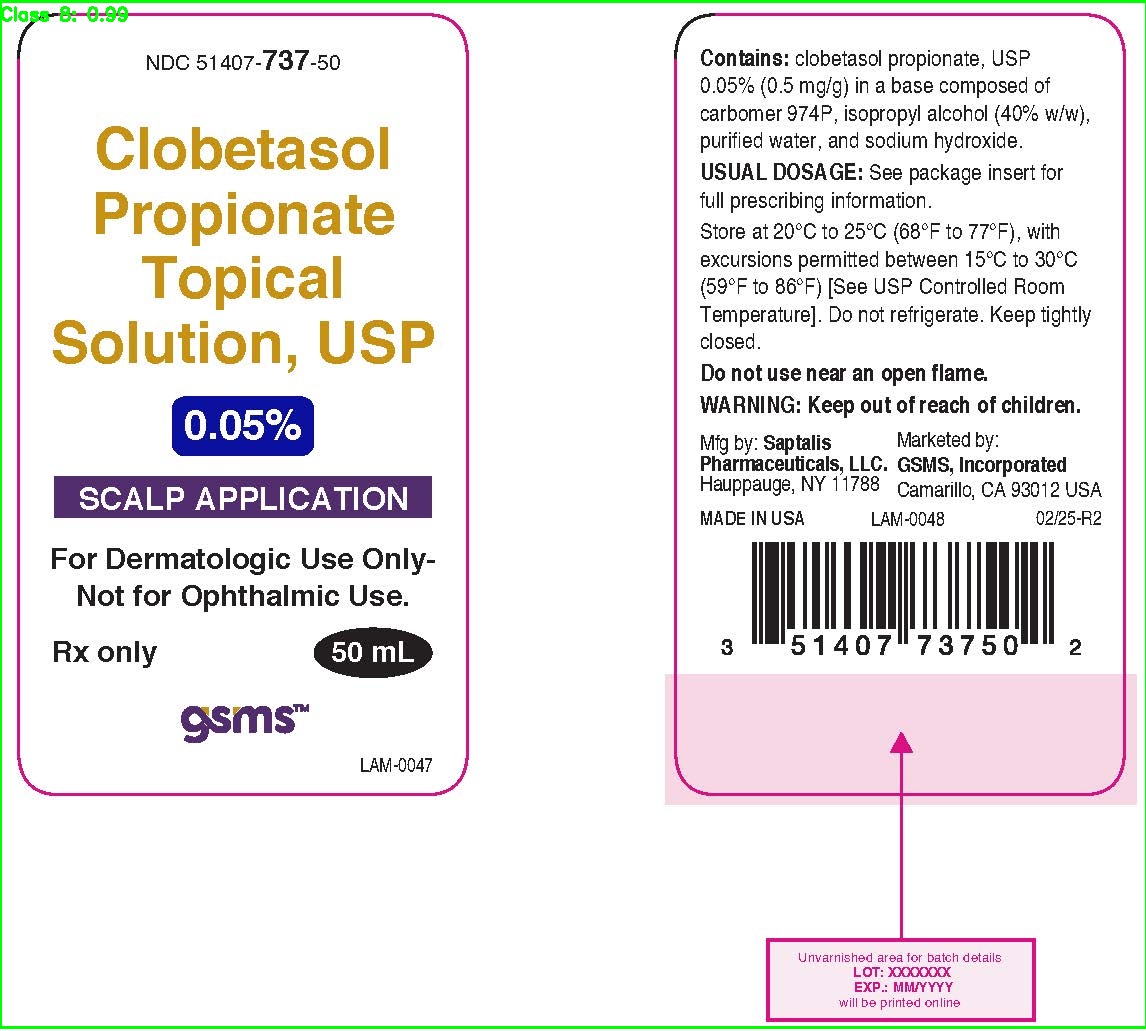 Class 8: 0.99
NDC 51407-737-50
Clobetasol
Propionate
Topical
Solution, USP
0.05%
SCALP APPLICATION
For Dermatologic Use Only-
Not for Ophthalmic Use.
Rx only
50 mL
gsms™
LAM-0047
Contains: clobetasol propionate, USP
0.05% (0.5 mg/g) in a base composed of
carbomer 974P, isopropyl alcohol (40% w/w),
purified water, and sodium hydroxide.
USUAL DOSAGE: See package insert for
full prescribing information.
Store at 20°C to 25°C (68°F to 77°F), with
excursions permitted between 15°C to 30°C
(59°F to 86°F) [See USP Controlled Room
Temperature]. Do not refrigerate. Keep tightly
closed.
Do not use near an open flame.
WARNING: Keep out of reach of children.
Mfg by: Saptalis
Pharmaceuticals, LLC.
Hauppauge, NY 11788
Marketed by:
GSMS, Incorporated
Camarillo, CA 93012 USA
MADE IN USA LAM-0048 02/25-R2
3 51407 73750 2
Unvarnished area for batch details
LOT: XXXXXXX
EXP.: MM/YYYY
will be printed online